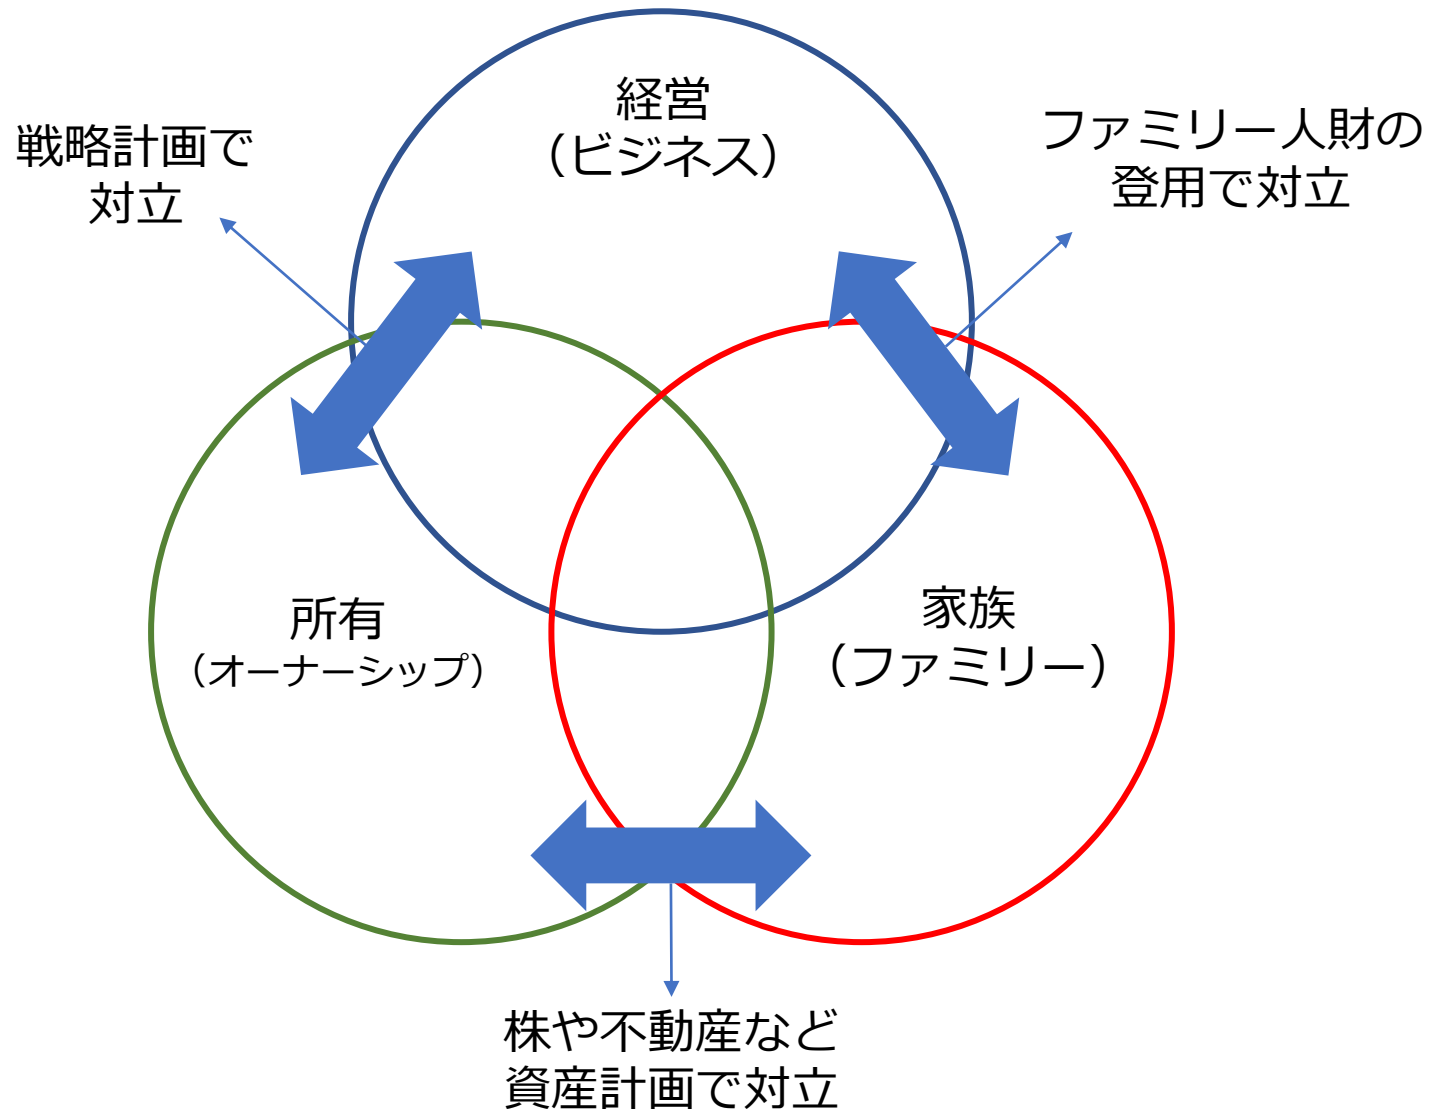 経営
（ビジネス）
戦略計画で
対立
ファミリー人財の
登用で対立
所有
（オーナーシップ）
家族
（ファミリー）
株や不動産など
資産計画で対立